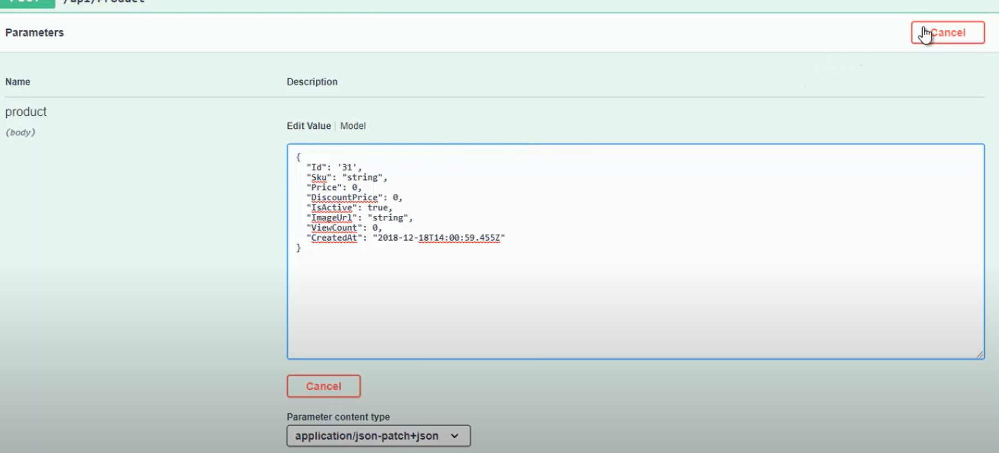 /api/Product
Parameters
Cancel
Name
Description
product
(body)
Edit Value | Model
{
"Id": '31',
"Sku": "string",
"Price": 0,
"DiscountPrice": 0,
"IsActive": true,
"ImageUrl": "string",
"ViewCount": 0,
"CreatedAt": "2018-12-18T14:00:59.455Z"
}
Cancel
Parameter content type
application/json-patch+json